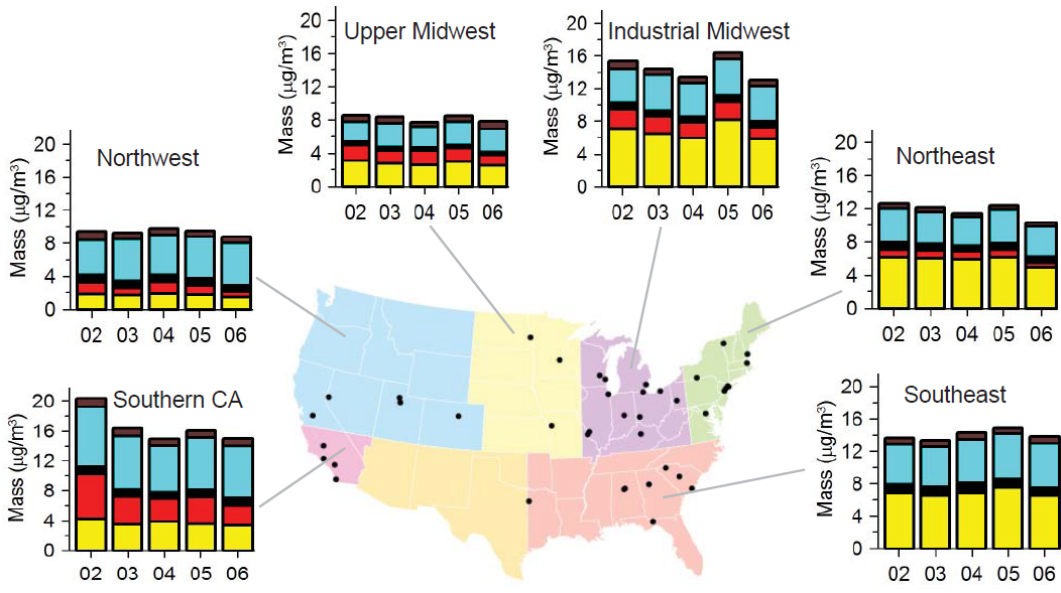 Upper Midwest
Mass (μg/m³)
20
16
12
8
4
0
02 03 04 05 06
Industrial Midwest
Mass (μg/m³)
20
16
12
8
4
0
02 03 04 05 06
Northwest
Mass (μg/m³)
20
16
12
8
4
0
02 03 04 05 06
Northeast
Mass (μg/m³)
20
16
12
8
4
0
02 03 04 05 06
Southern CA
Mass (μg/m³)
20
16
12
8
4
0
02 03 04 05 06
Southeast
Mass (μg/m³)
20
16
12
8
4
0
02 03 04 05 06